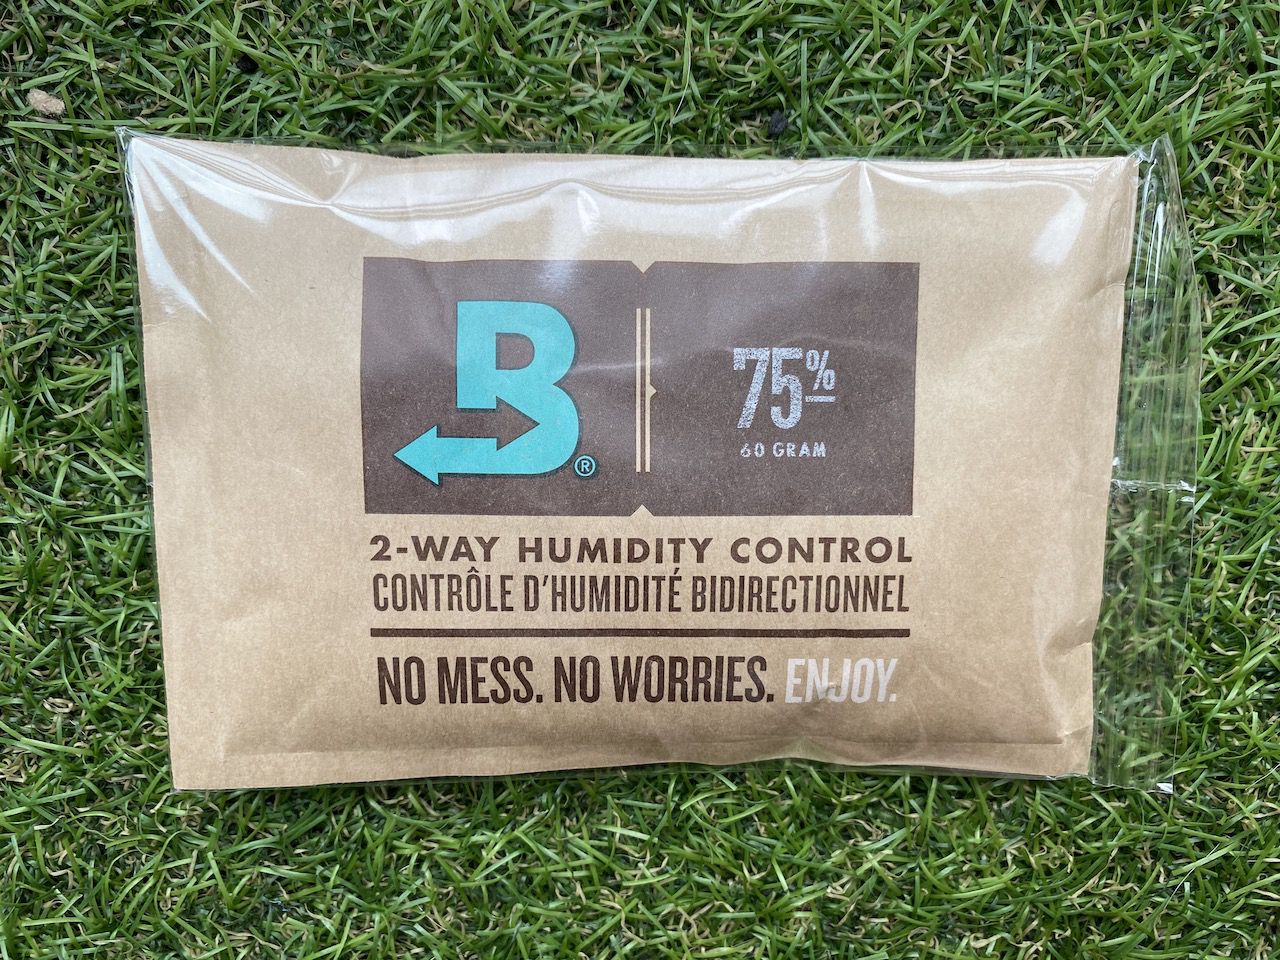 B®
75%
60 GRAM
2-WAY HUMIDITY CONTROL
CONTRÔLE D'HUMIDITÉ BIDIRECTIONNEL
NO MESS. NO WORRIES. ENJOY.